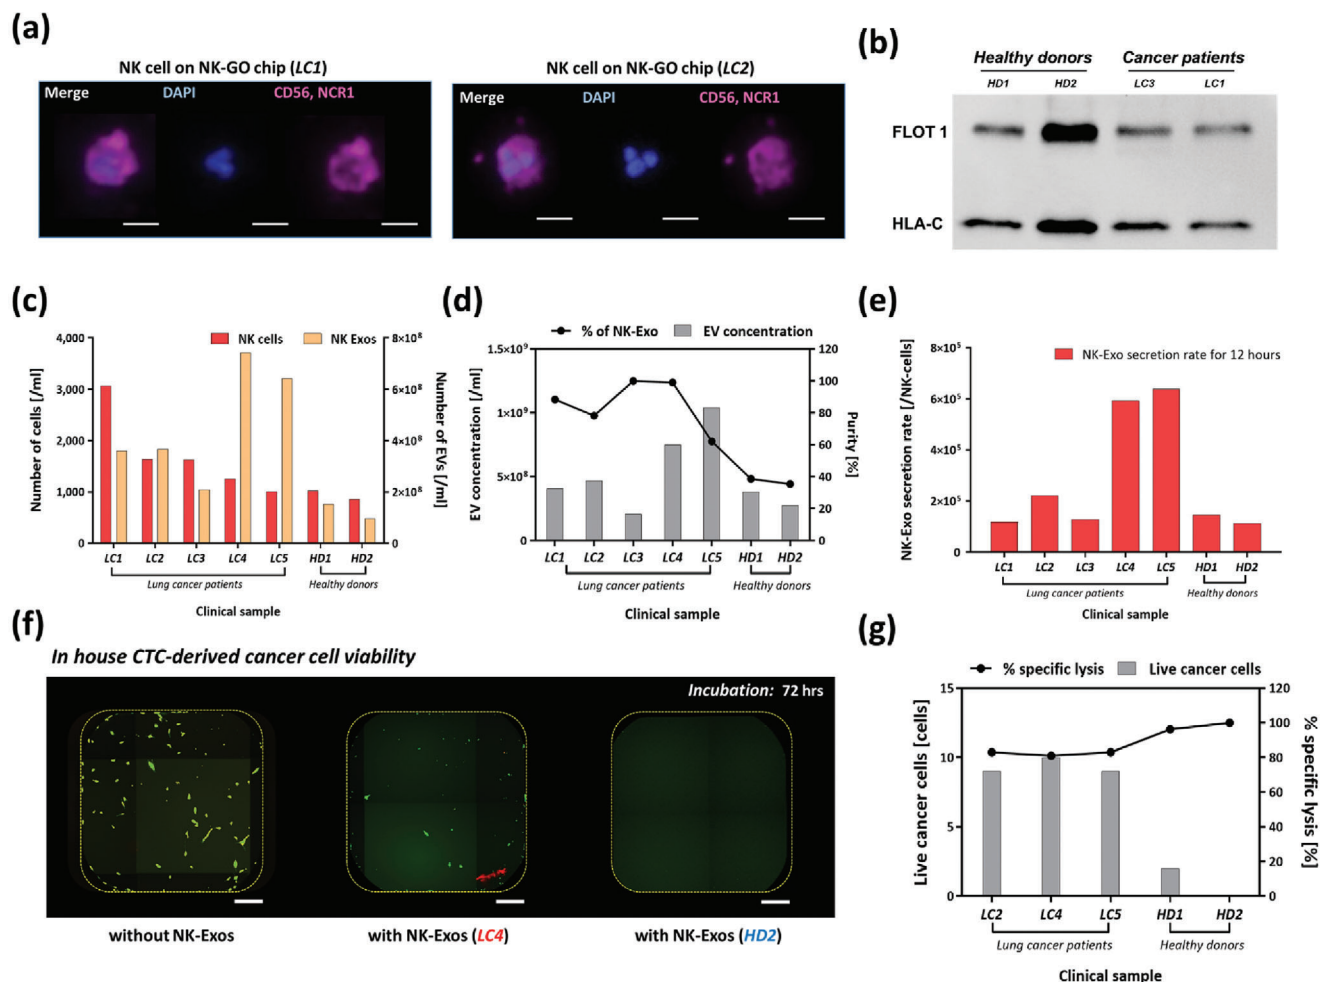 (a)
NK cell on NK-GO chip (LC1)
Merge DAPI CD56, NCR1
NK cell on NK-GO chip (LC2)
Merge DAPI CD56, NCR1
(b)
Healthy donors Cancer patients
HD1 HD2 LC3 LC1
FLOT 1
HLA-C
(c)
NK cells NK Exos
Number of cells [/ml]
4,000
3,000
2,000
1,000
0
8×10⁸
6×10⁸
4×10⁸
2×10⁸
0
Number of EVs [/ml]
LC1 LC2 LC3 LC4 LC5 HD1 HD2
Lung cancer patients Healthy donors
Clinical sample
(d)
% of NK-Exo EV concentration
EV concentration [/ml]
1.5×10⁹
1×10⁹
5×10⁸
0
120
100
80
60
40
20
0
Purity [%]
LC1 LC2 LC3 LC4 LC5 HD1 HD2
Lung cancer patients Healthy donors
Clinical sample
(e)
NK-Exo secretion rate for 12 hours
NK-Exo secretion rate [/NK-cells]
8×10⁵
6×10⁵
4×10⁵
2×10⁵
0
LC1 LC2 LC3 LC4 LC5 HD1 HD2
Lung cancer patients Healthy donors
Clinical sample
(f)
In house CTC-derived cancer cell viability
Incubation: 72 hrs
without NK-Exos
with NK-Exos (LC4)
with NK-Exos (HD2)
(g)
% specific lysis Live cancer cells
Live cancer cells [cells]
15
10
5
0
120
100
80
60
40
20
0
% specific lysis [%]
LC2 LC4 LC5 HD1 HD2
Lung cancer patients Healthy donors
Clinical sample